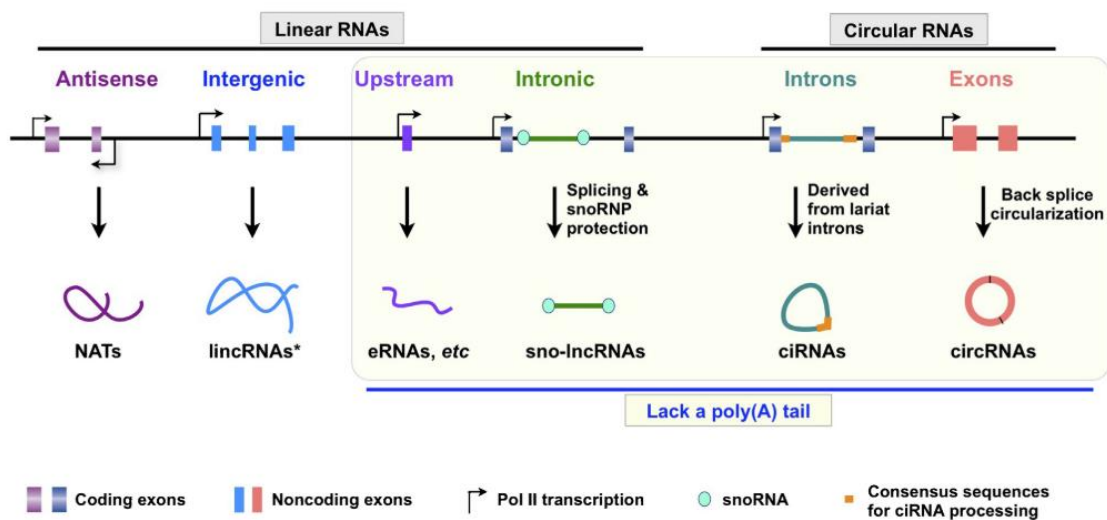 Linear RNAs
Circular RNAs
Antisense
Intergenic
Upstream
Intronic
Introns
Exons
Splicing &
snoRNP
protection
Derived
from lariat
introns
Back splice
circularization
NATs
lincRNAs*
eRNAs, etc
sno-lncRNAs
ciRNAs
circRNAs
Lack a poly(A) tail
Coding exons
Noncoding exons
Pol II transcription
snoRNA
Consensus sequences
for ciRNA processing